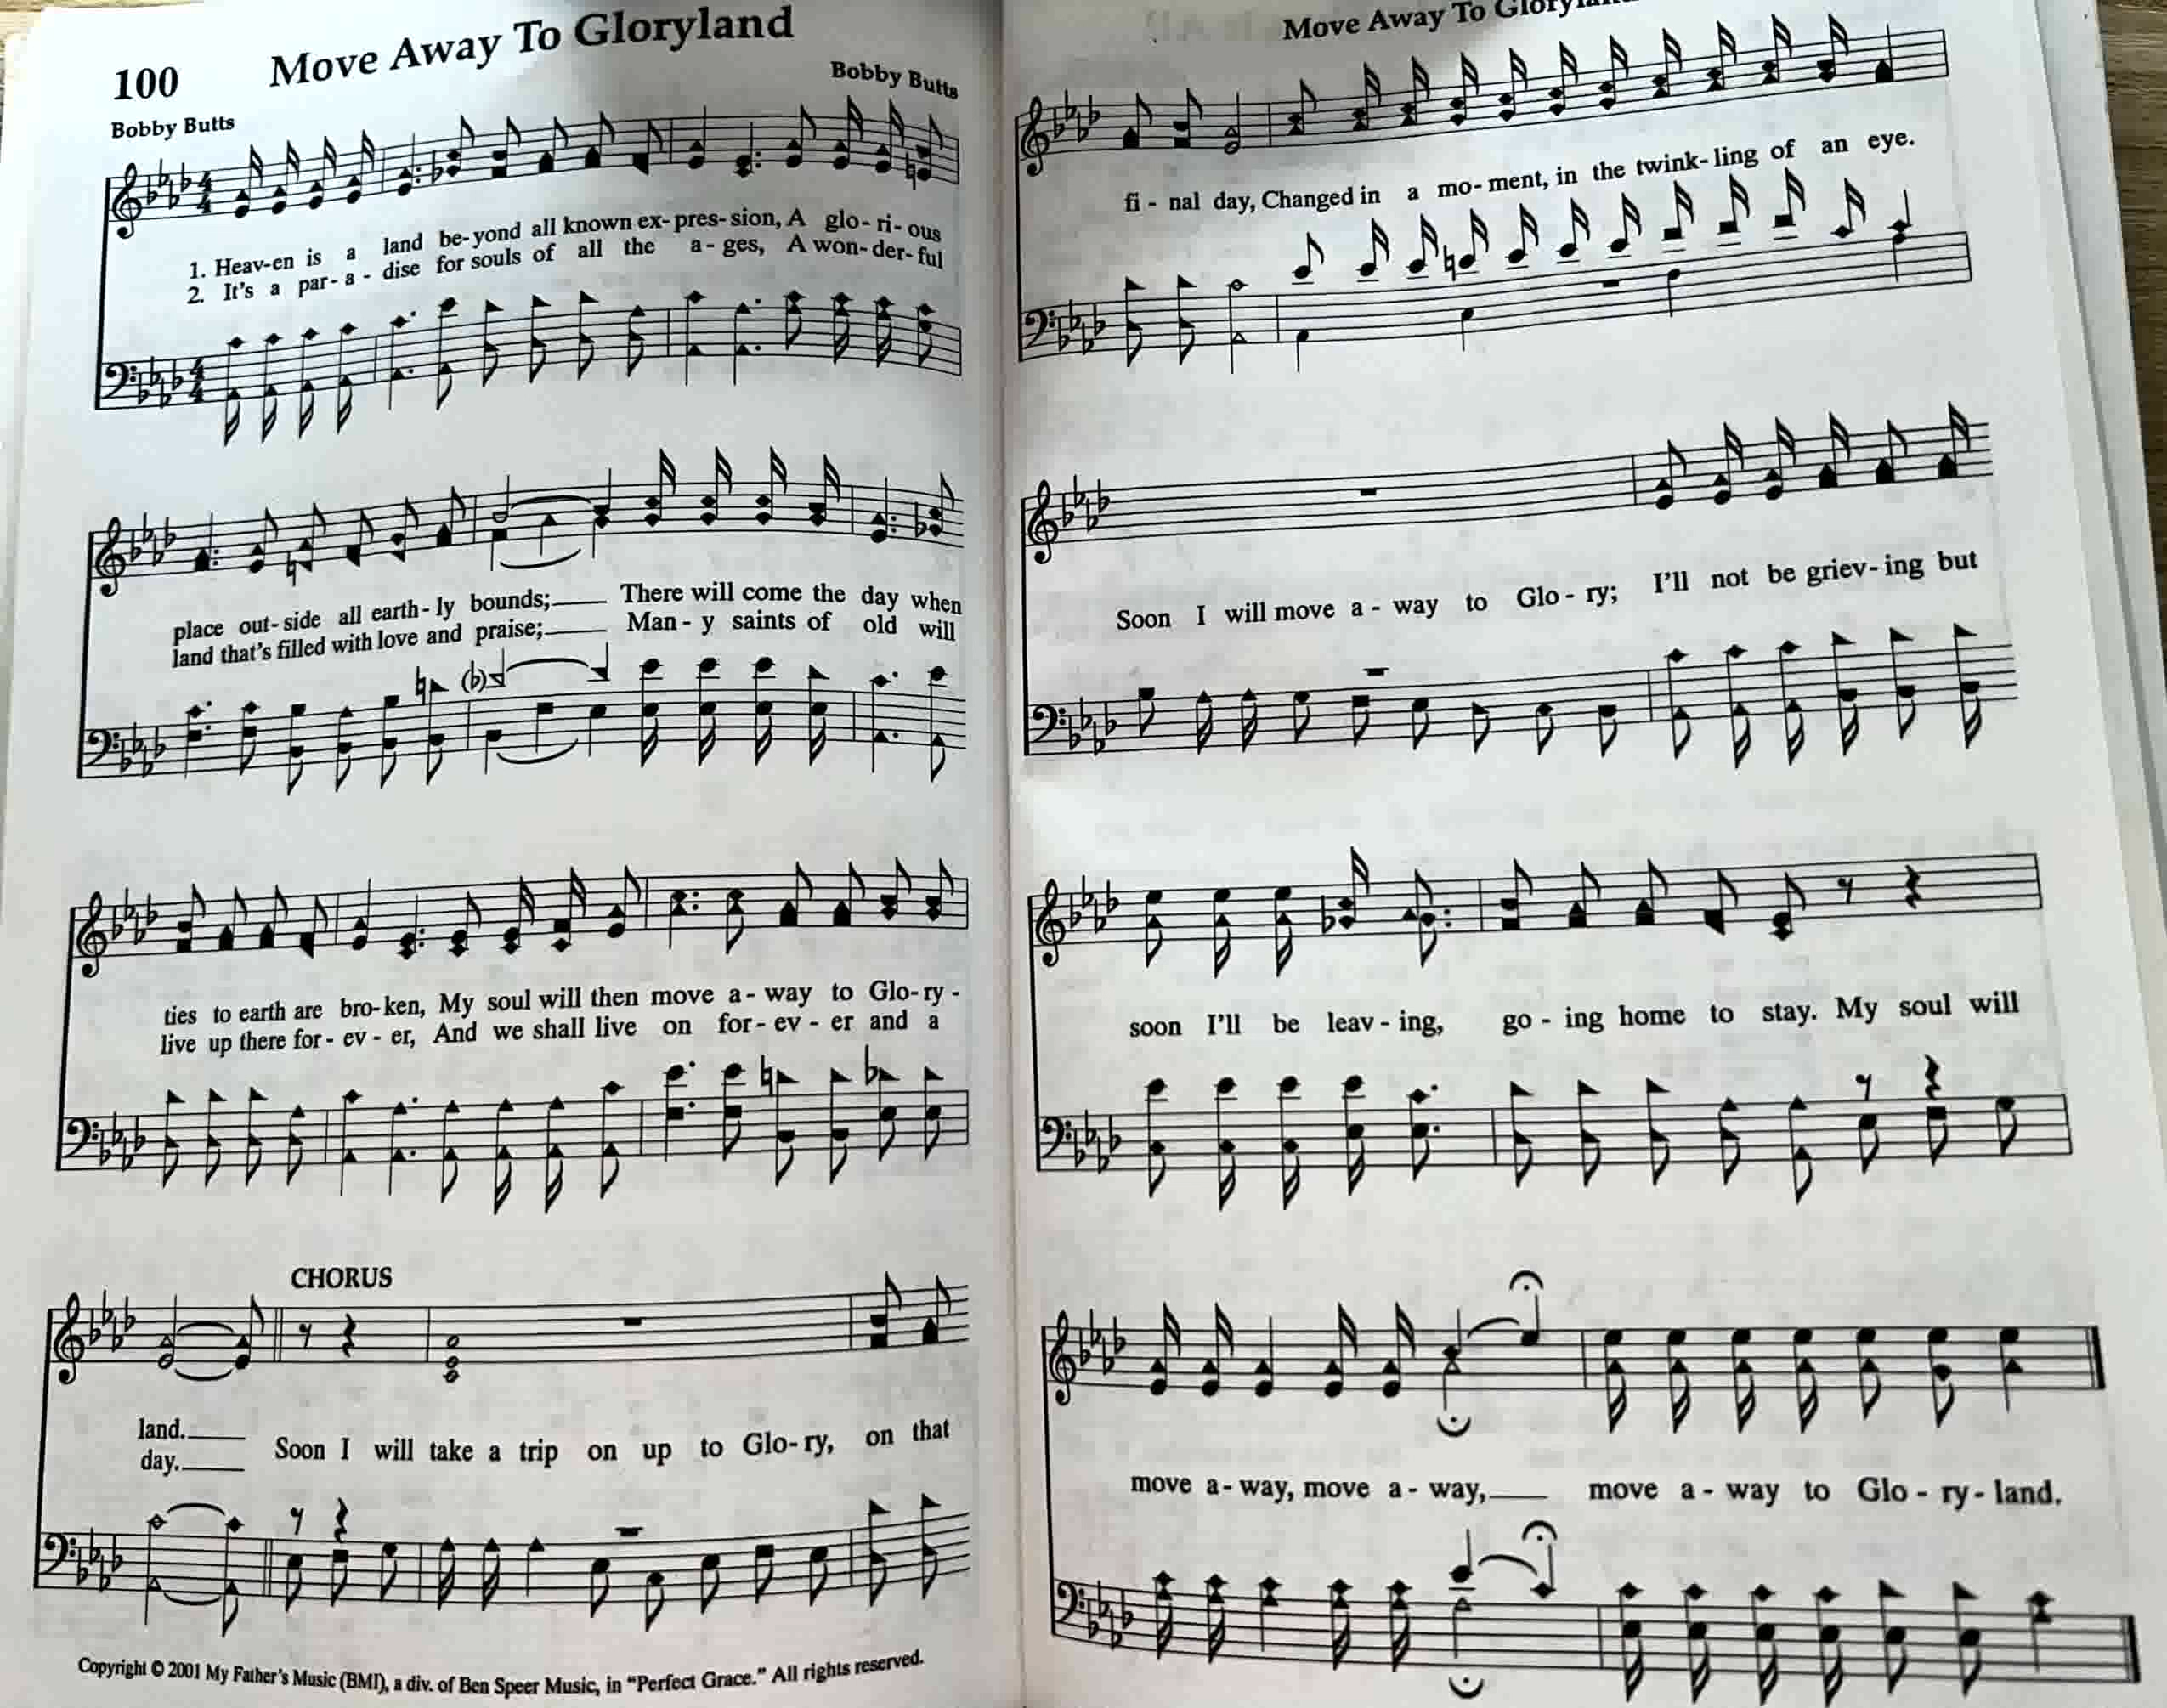 100 Move Away To Gloryland
Bobby Butts Bobby Butts
1. Heav-en is a land be-yond all known ex-pres-sion, A glo-ri-ous
2. It's a par-a-dise for souls of all the a-ges, A won-der-ful
place out-side all earth-ly bounds; There will come the day when
land that's filled with love and praise; Man-y saints of old will
ties to earth are bro-ken, My soul will then move a-way to Glo-ry-
live up there for-ev-er, And we shall live on for-ev-er and a
CHORUS
land. Soon I will take a trip on up to Glo-ry, on that
day.
Copyright © 2001 My Father's Music (BMI), a div. of Ben Speer Music, in “Perfect Grace.” All rights reserved.
Move Away To
fi-nal day, Changed in a mo-ment, in the twink-ling of an eye.
Soon I will move a-way to Glo-ry; I'll not be griev-ing but
soon I'll be leav-ing, go-ing home to stay. My soul will
move a-way, move a-way, move a-way to Glo-ry-land.